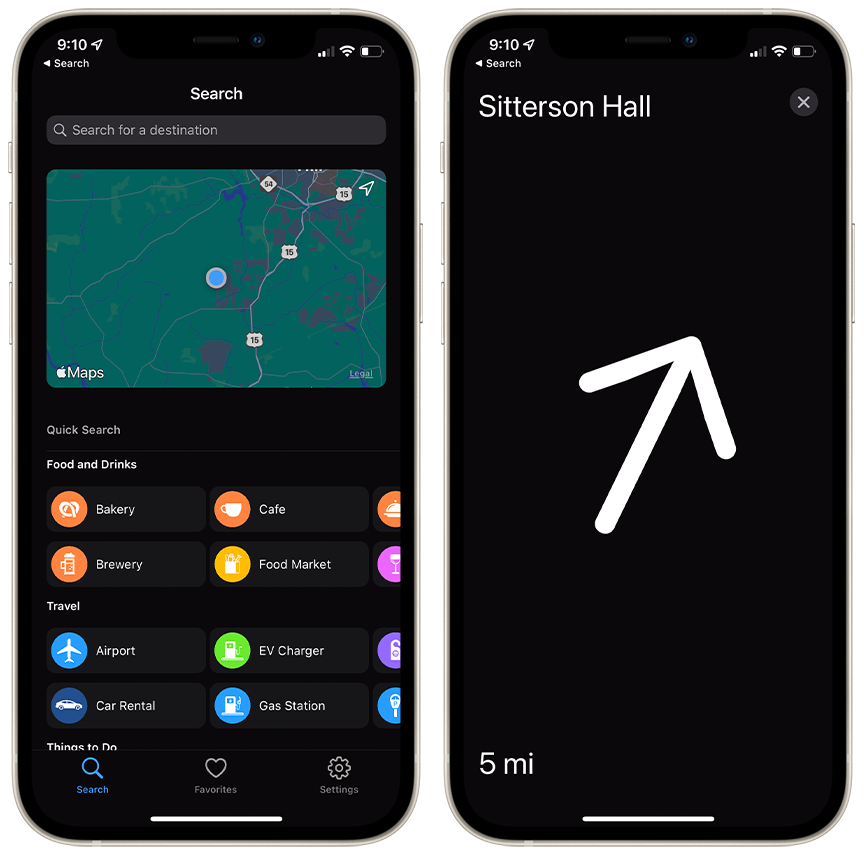 9:10
Search
Search
Search for a destination
54
15
15
15
Maps
Legal
Quick Search
Food and Drinks
Bakery
Cafe
Brewery
Food Market
Travel
Airport
EV Charger
Car Rental
Gas Station
Things to Do
Search
Favorites
Settings
9:10
Search
Sitterson Hall
5 mi